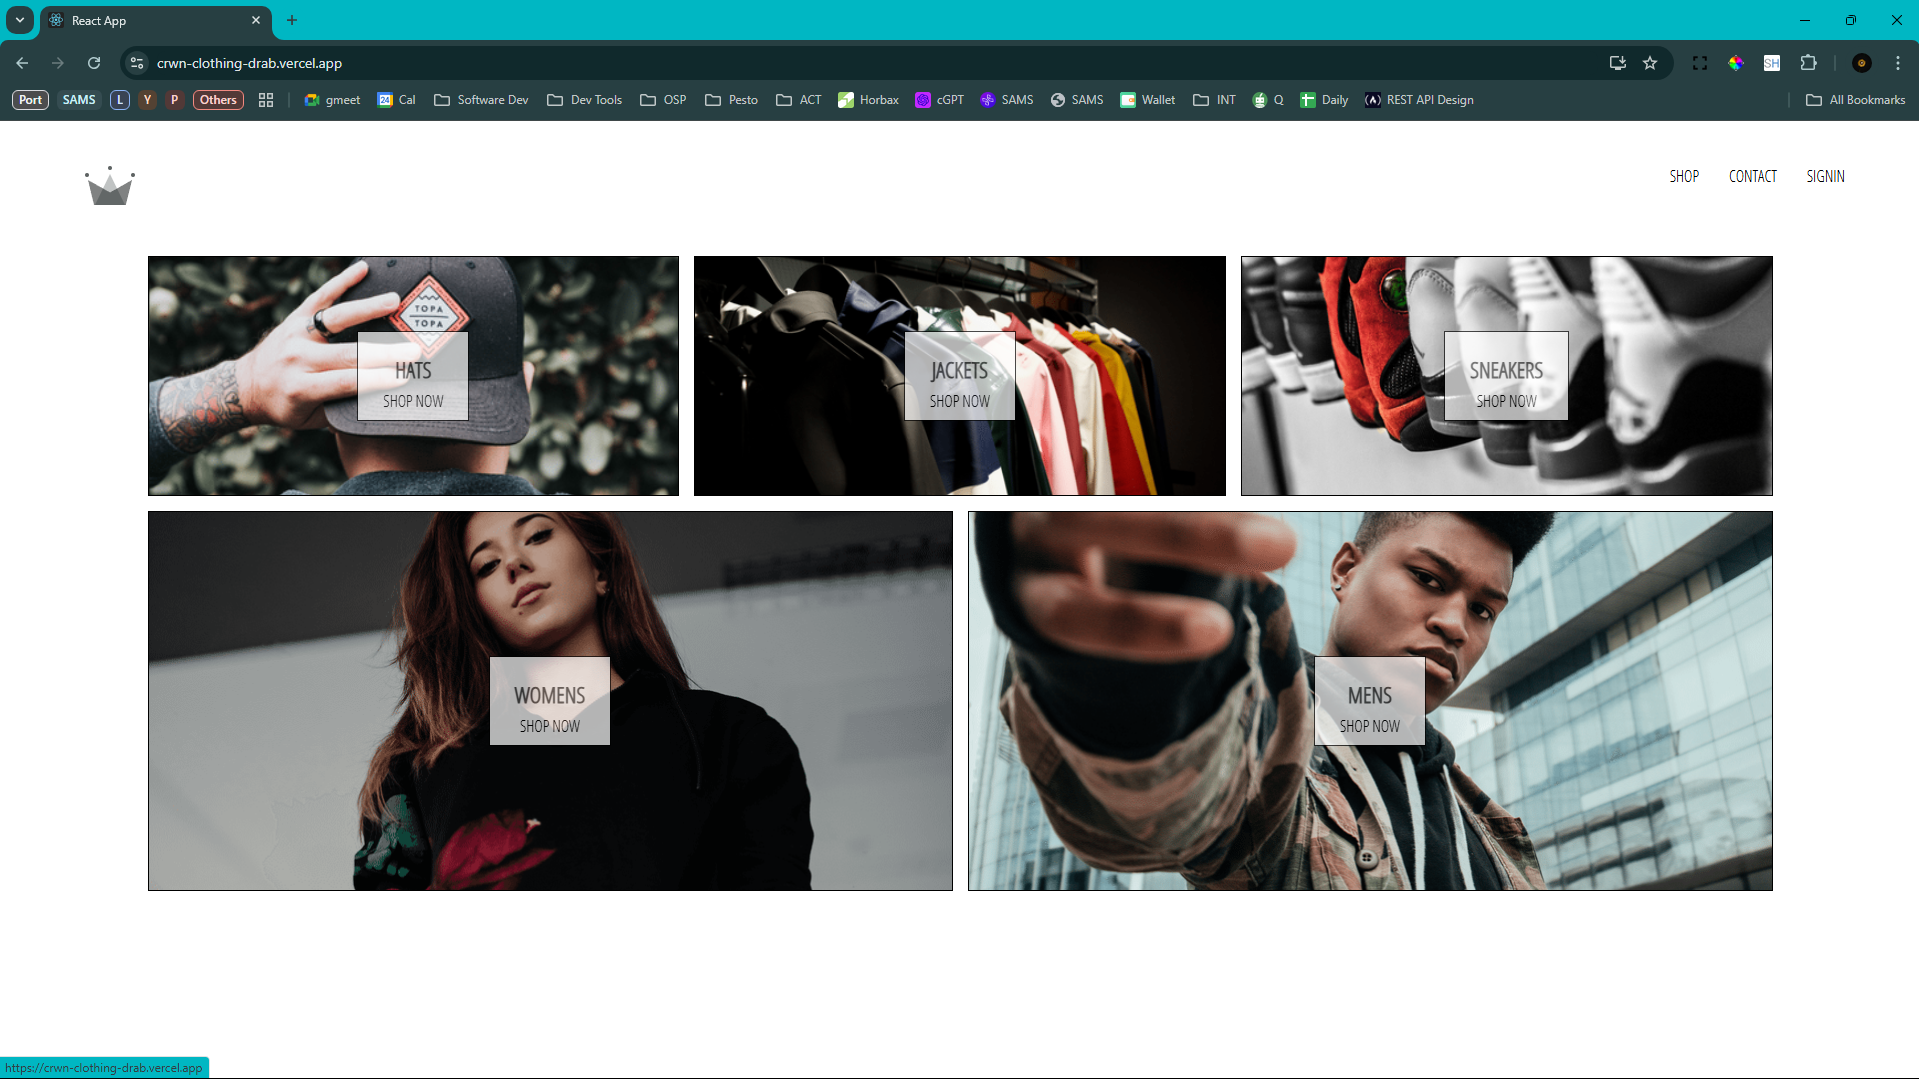 React App
crwn-clothing-drab.vercel.app
SH
Port SAMS L Y P Others gmeet 24 Cal Software Dev Dev Tools OSP Pesto ACT Horbax cGPT SAMS SAMS Wallet INT Q Daily REST API Design All Bookmarks
SHOP CONTACT SIGNIN
TOPA
TOPA
HATS
SHOP NOW
JACKETS
SHOP NOW
SNEAKERS
SHOP NOW
WOMENS
SHOP NOW
MENS
SHOP NOW
https://crwn-clothing-drab.vercel.app